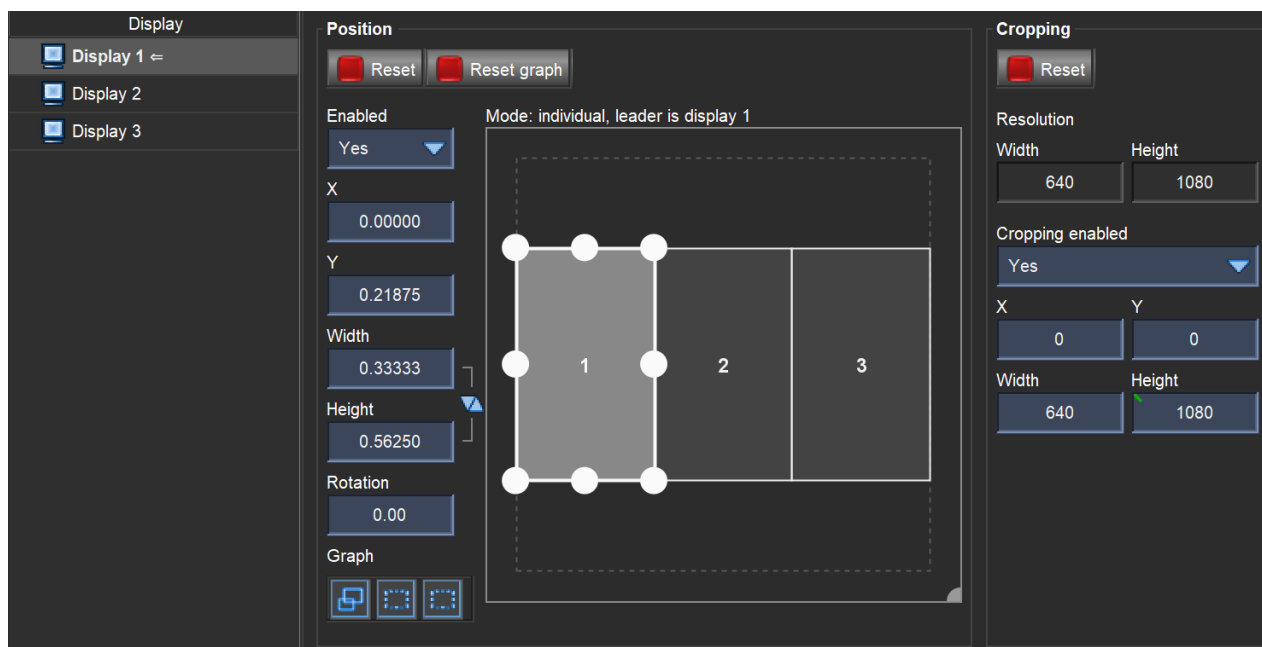 Display
Display 1 ⇐
Display 2
Display 3
Position
Reset
Reset graph
Enabled
Yes
X
0.00000
Y
0.21875
Width
0.33333
Height
0.56250
Rotation
0.00
Graph
Mode: individual, leader is display 1
1
2
3
Cropping
Reset
Resolution
Width Height
640 1080
Cropping enabled
Yes
X Y
0 0
Width Height
640 1080